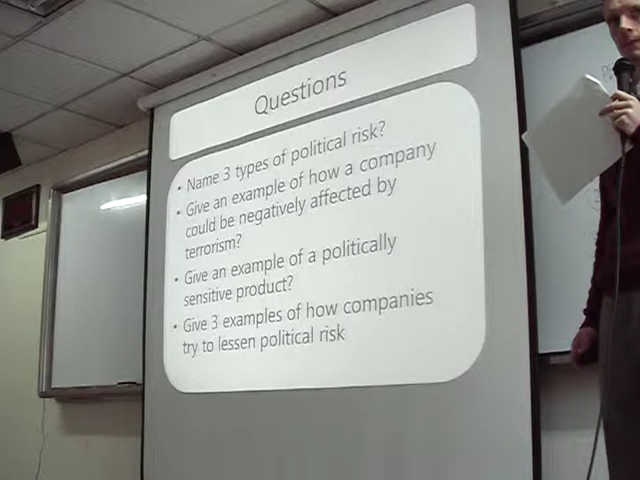 Questions
• Name 3 types of political risk?
• Give an example of how a company
could be negatively affected by
terrorism?
• Give an example of a politically
sensitive product?
• Give 3 examples of how companies
try to lessen political risk